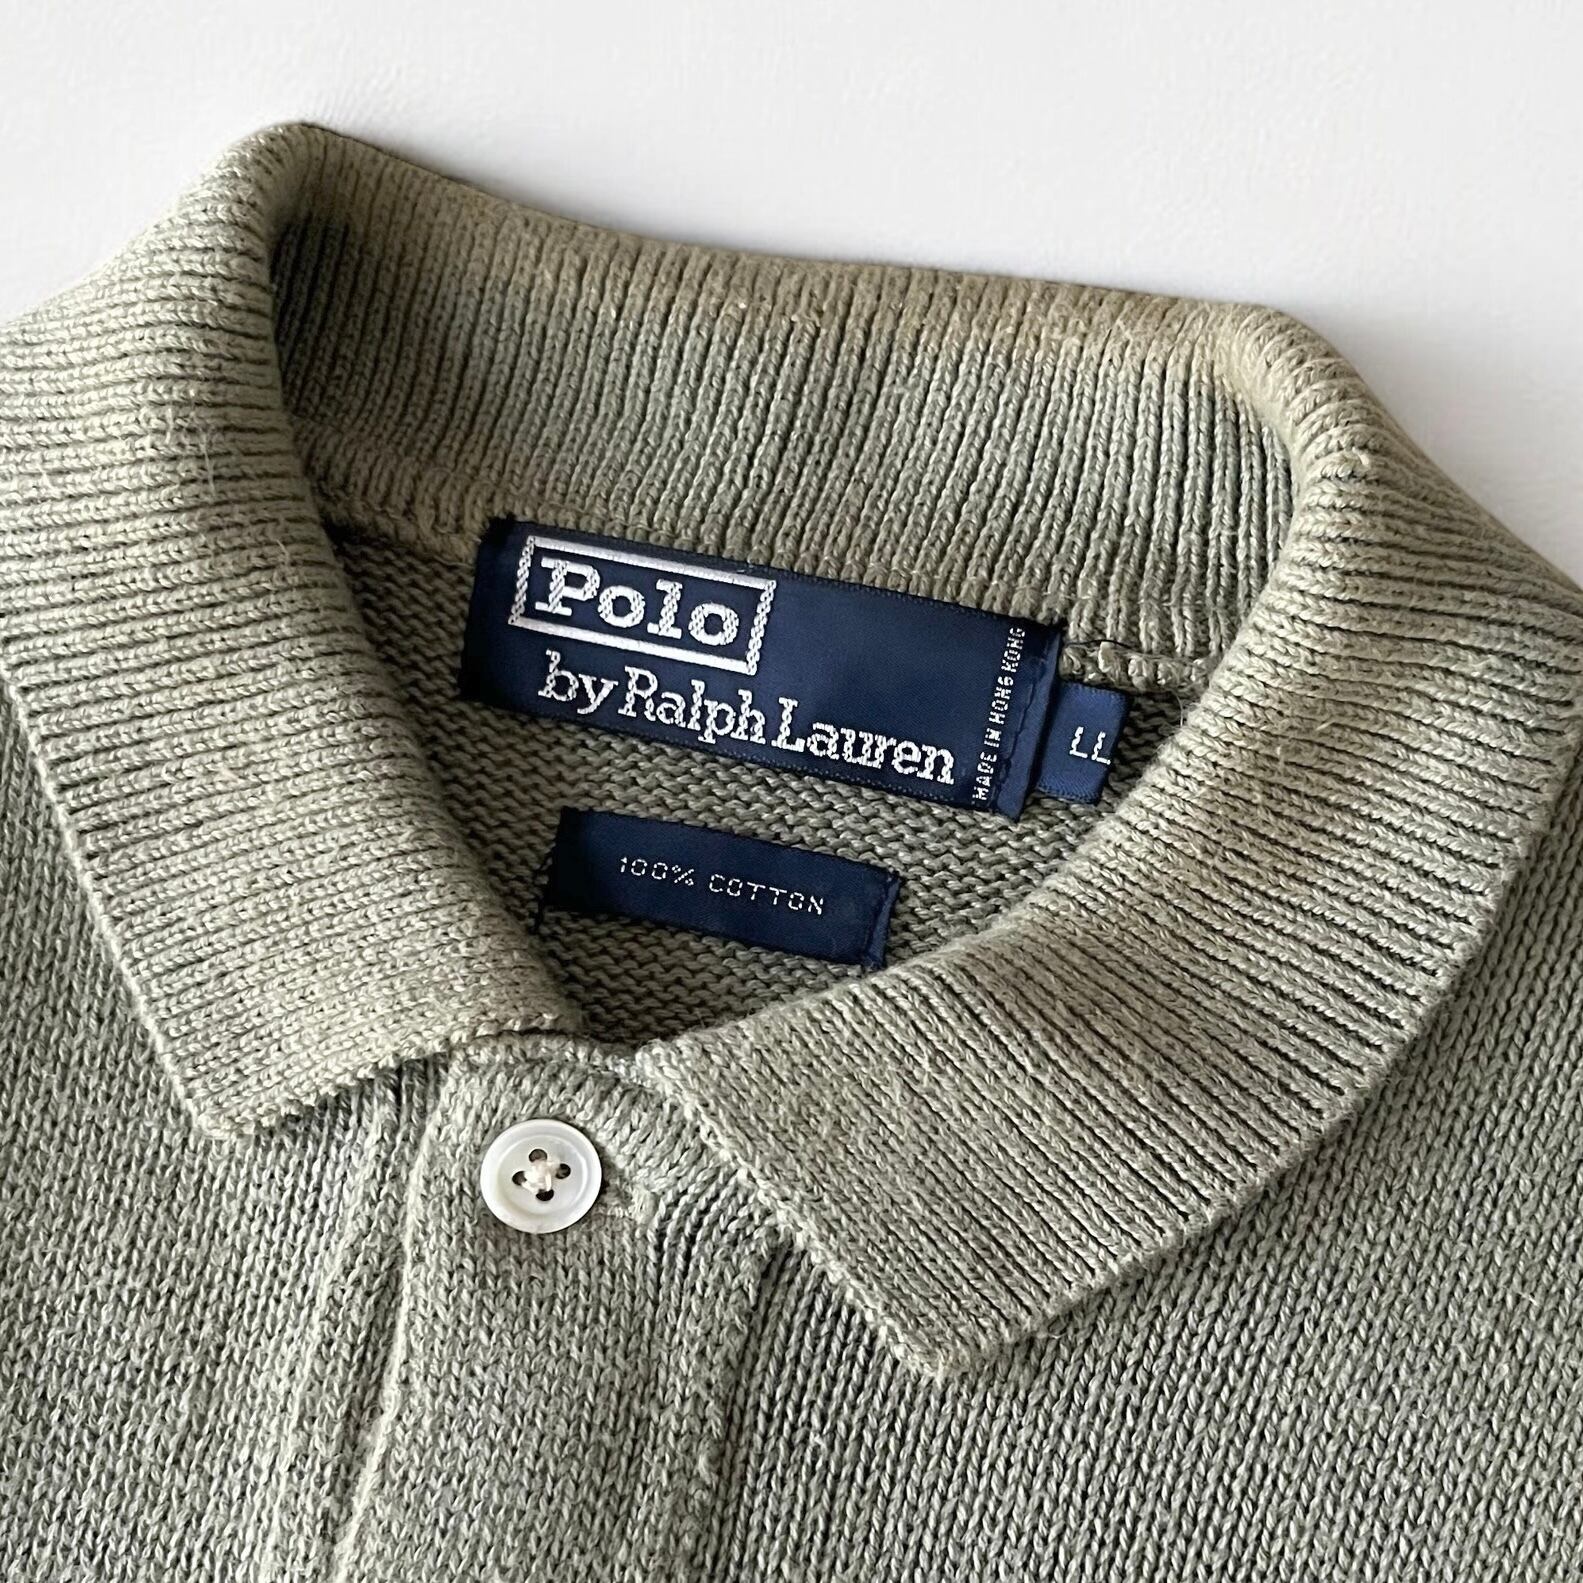 Polo
by Ralph Lauren
MADE IN HONG KONG
LL
100% COTTON